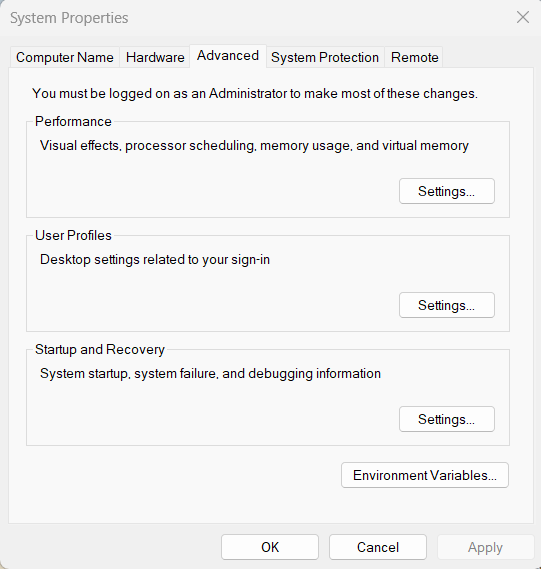 System Properties
Computer Name Hardware Advanced System Protection Remote
You must be logged on as an Administrator to make most of these changes.
Performance
Visual effects, processor scheduling, memory usage, and virtual memory
Settings...
User Profiles
Desktop settings related to your sign-in
Settings...
Startup and Recovery
System startup, system failure, and debugging information
Settings...
Environment Variables...
OK Cancel Apply